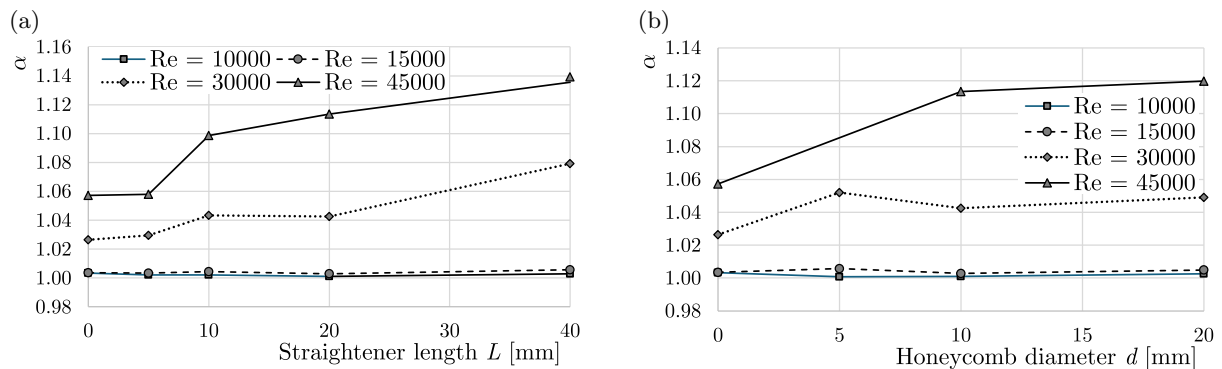 (a)
α
1.16
1.14
1.12
1.10
1.08
1.06
1.04
1.02
1.00
0.98
Re = 10000 Re = 15000
Re = 30000 Re = 45000
0 10 20 30 40
Straightener length L [mm]
(b)
α
1.14
1.12
1.10
1.08
1.06
1.04
1.02
1.00
0.98
Re = 10000
Re = 15000
Re = 30000
Re = 45000
0 5 10 15 20
Honeycomb diameter d [mm]